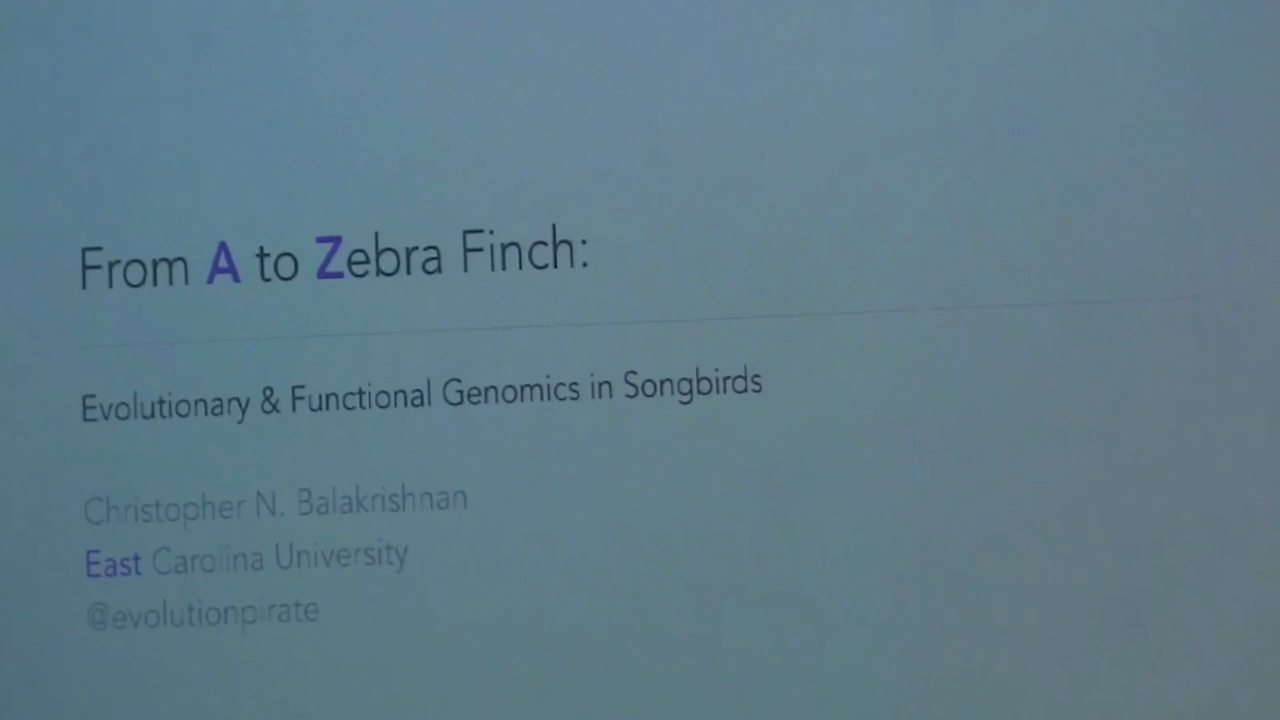 From A to Zebra Finch:
Evolutionary & Functional Genomics in Songbirds
Christopher N. Balakrishnan
East Carolina University
@evolutionpirate